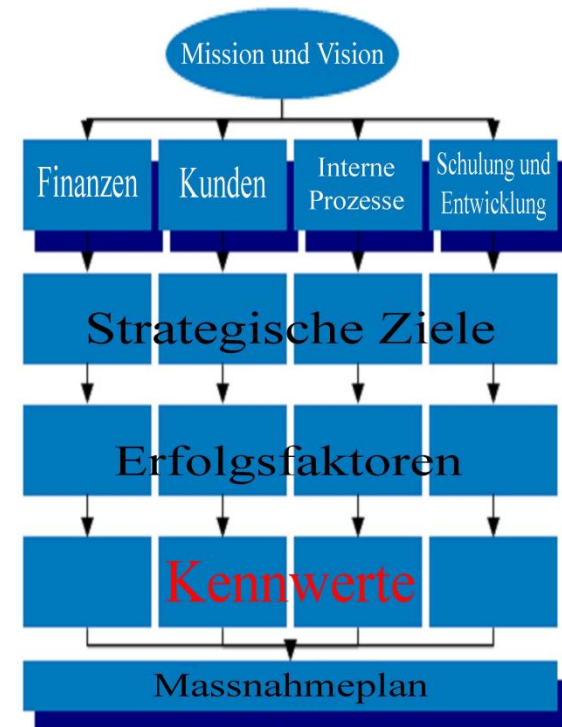 Mission und Vision
Finanzen
Kunden
Interne
Prozesse
Schulung und
Entwicklung
Strategische Ziele
Erfolgsfaktoren
Kennwerte
Massnahmeplan